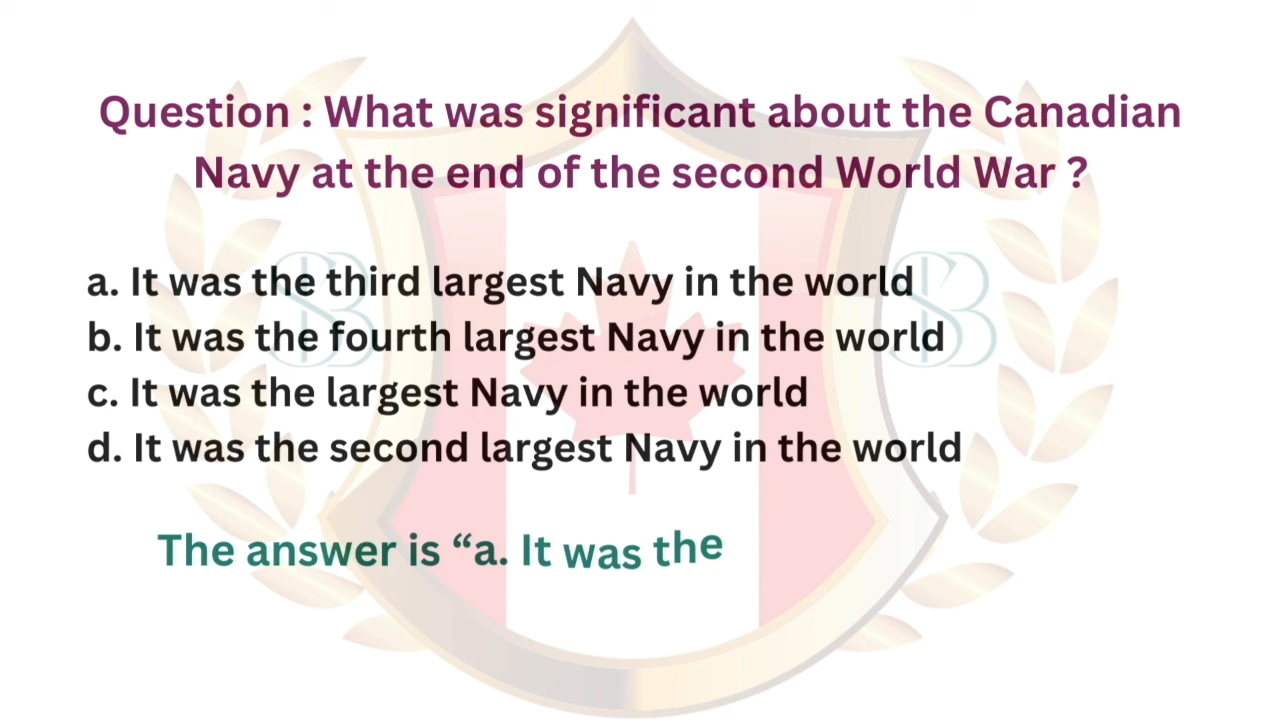 Question : What was significant about the Canadian
Navy at the end of the second World War ?
a. It was the third largest Navy in the world
b. It was the fourth largest Navy in the world
c. It was the largest Navy in the world
d. It was the second largest Navy in the world
The answer is “a. It was the